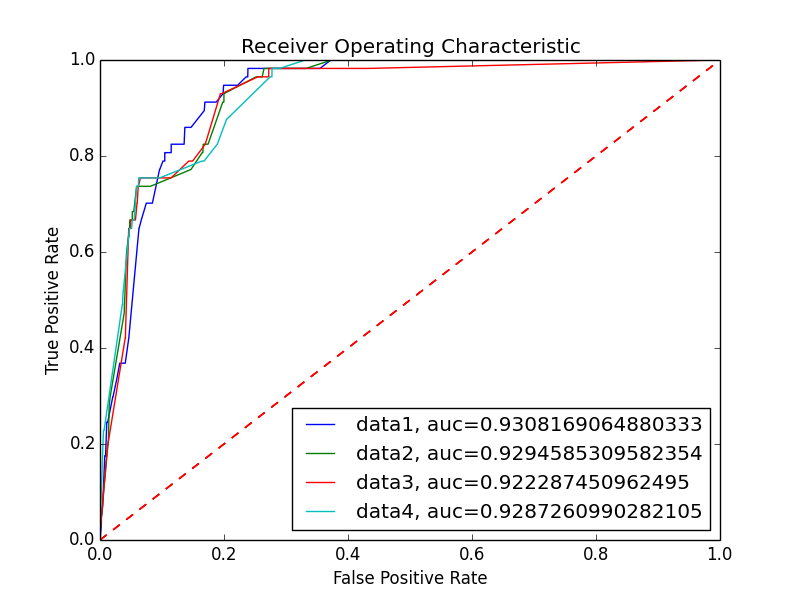 Receiver Operating Characteristic
1.0
0.8
0.6
0.4
0.2
0.0
True Positive Rate
data1, auc=0.9308169064880333
data2, auc=0.9294585309582354
data3, auc=0.922287450962495
data4, auc=0.9287260990282105
0.0 0.2 0.4 0.6 0.8 1.0
False Positive Rate